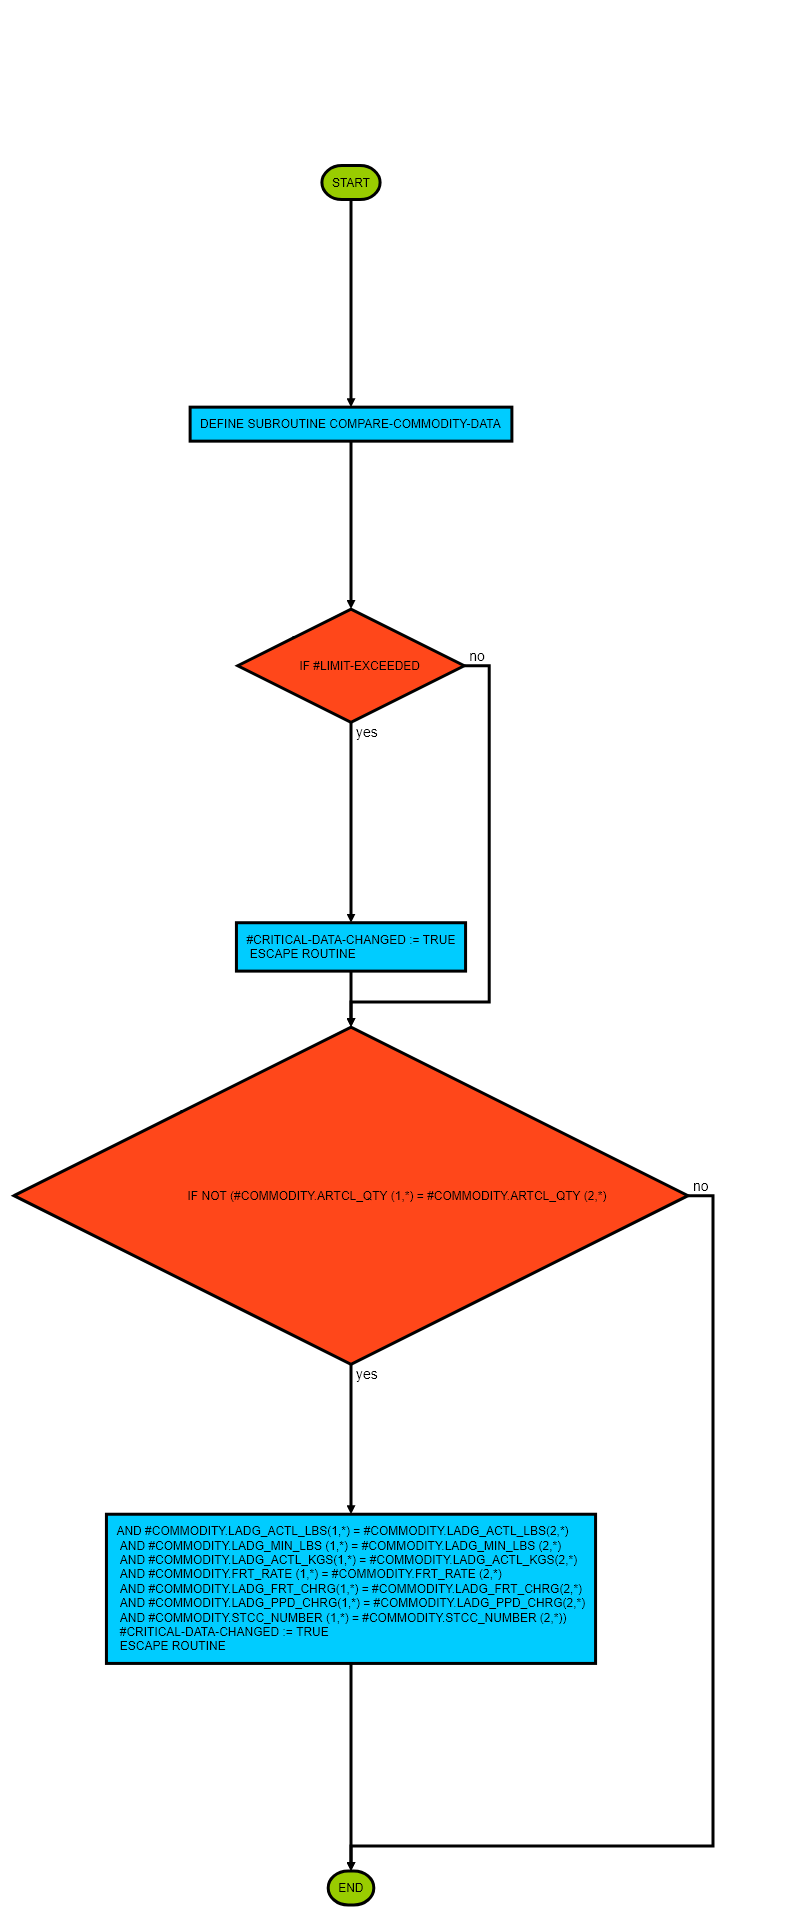 START
DEFINE SUBROUTINE COMPARE-COMMODITY-DATA
IF #LIMIT-EXCEEDED
no
yes
#CRITICAL-DATA-CHANGED := TRUE
ESCAPE ROUTINE
IF NOT (#COMMODITY.ARTCL_QTY (1,*) = #COMMODITY.ARTCL_QTY (2,*)
no
yes
AND #COMMODITY.LADG_ACTL_LBS(1,*) = #COMMODITY.LADG_ACTL_LBS(2,*)
AND #COMMODITY.LADG_MIN_LBS (1,*) = #COMMODITY.LADG_MIN_LBS (2,*)
AND #COMMODITY.LADG_ACTL_KGS(1,*) = #COMMODITY.LADG_ACTL_KGS(2,*)
AND #COMMODITY.FRT_RATE (1,*) = #COMMODITY.FRT_RATE (2,*)
AND #COMMODITY.LADG_FRT_CHRG(1,*) = #COMMODITY.LADG_FRT_CHRG(2,*)
AND #COMMODITY.LADG_PPD_CHRG(1,*) = #COMMODITY.LADG_PPD_CHRG(2,*)
AND #COMMODITY.STCC_NUMBER (1,*) = #COMMODITY.STCC_NUMBER (2,*))
#CRITICAL-DATA-CHANGED := TRUE
ESCAPE ROUTINE
END